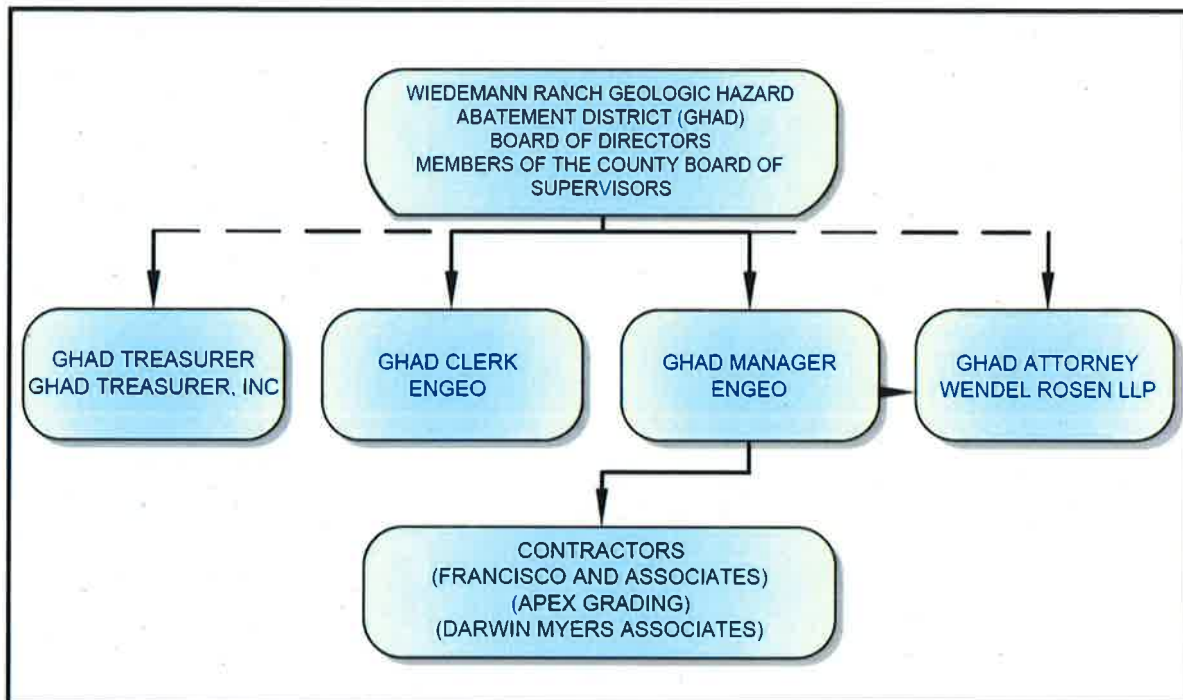 WIEDEMANN RANCH GEOLOGIC HAZARD
ABATEMENT DISTRICT (GHAD)
BOARD OF DIRECTORS
MEMBERS OF THE COUNTY BOARD OF
SUPERVISORS
GHAD TREASURER
GHAD TREASURER, INC
GHAD CLERK
ENGEO
GHAD MANAGER
ENGEO
GHAD ATTORNEY
WENDEL ROSEN LLP
CONTRACTORS
(FRANCISCO AND ASSOCIATES)
(APEX GRADING)
(DARWIN MYERS ASSOCIATES)